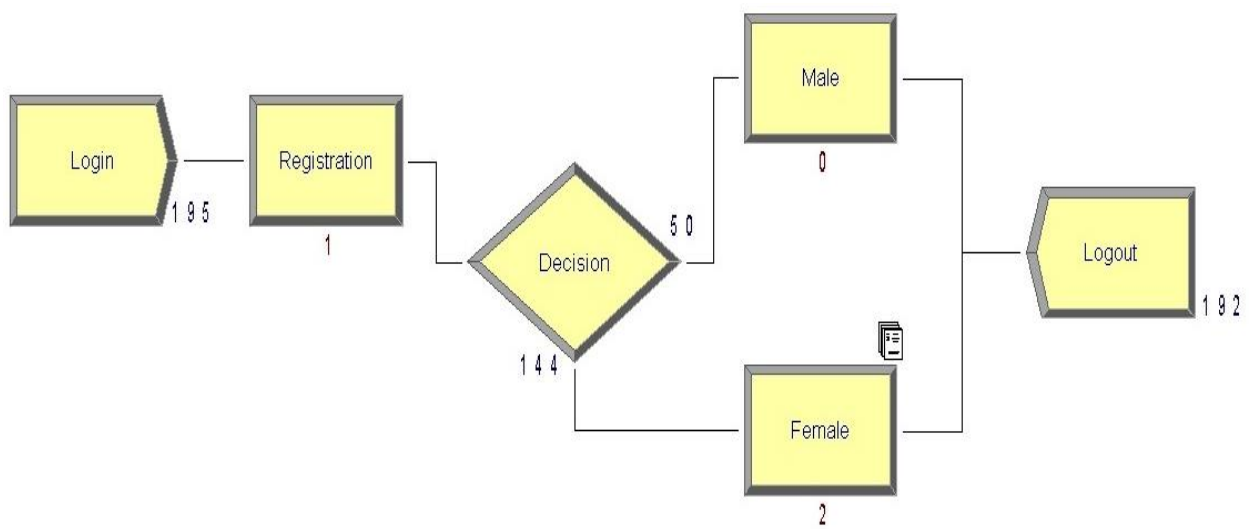 Login
195
Registration
1
Decision
50
144
Male
0
Female
2
Logout
192